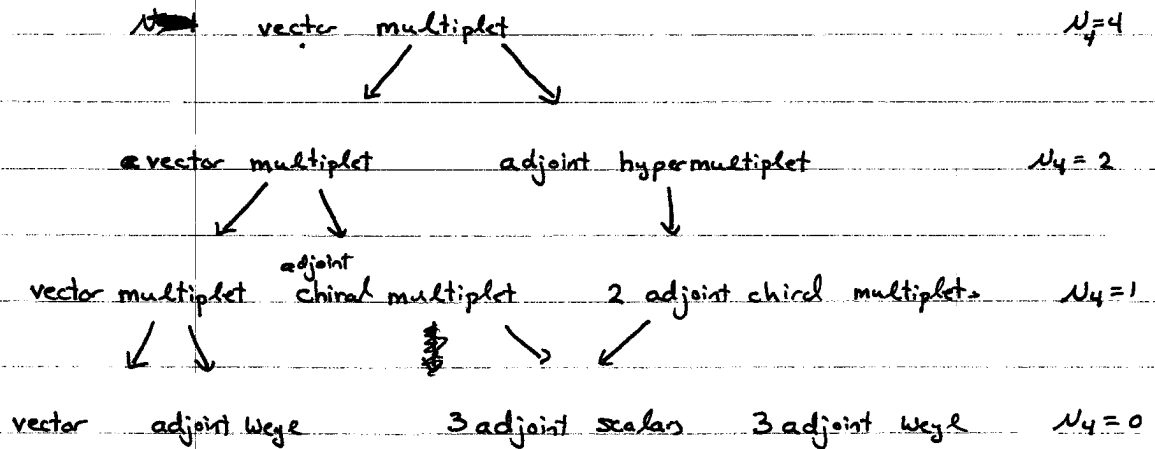 vector multiplet N₄=4
vector multiplet adjoint hypermultiplet N₄ = 2
adjoint
vector multiplet chiral multiplet 2 adjoint chiral multiplet N₄=1
vector adjoint Weyl 3 adjoint scalars 3 adjoint Weyl N₄=0